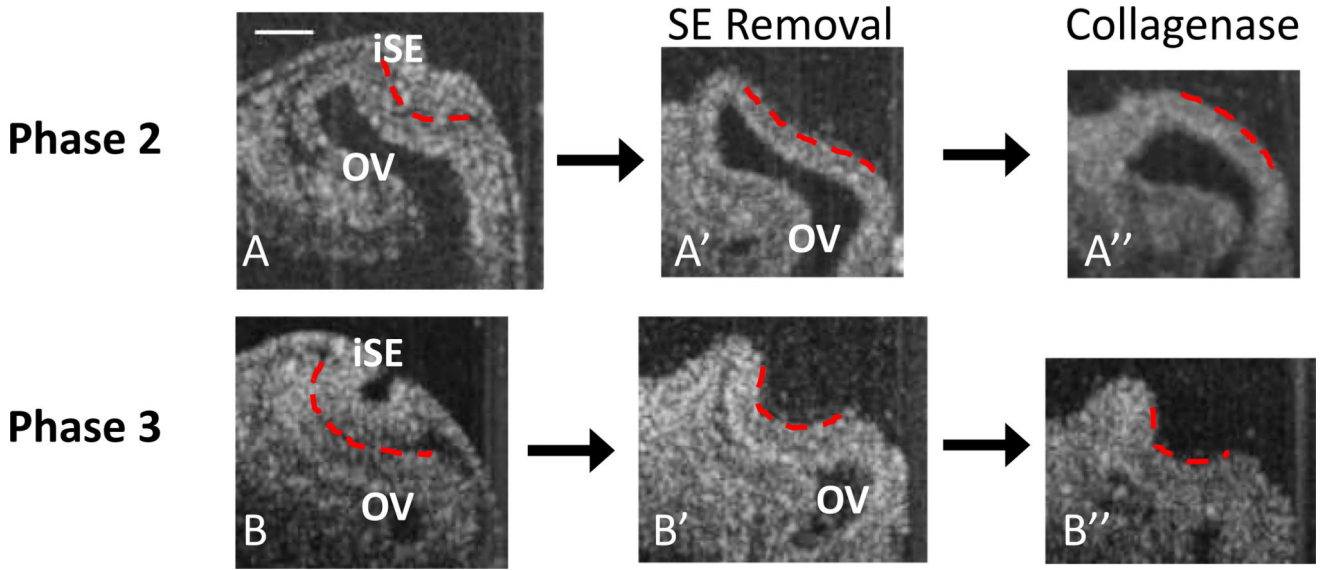 SE Removal
Collagenase
Phase 2
iSE
OV
A
OV
A′
A′′
Phase 3
iSE
OV
B
OV
B′
B′′